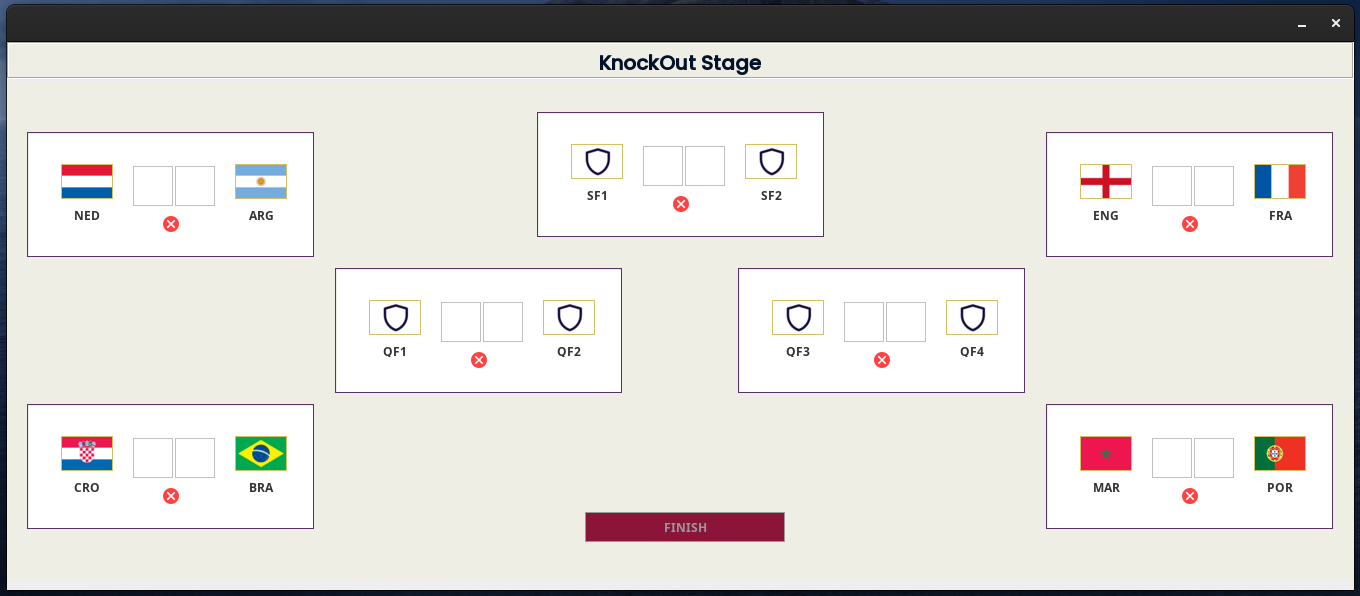 KnockOut Stage
NED ARG
SF1 SF2
ENG FRA
QF1 QF2
QF3 QF4
CRO BRA
MAR POR
FINISH